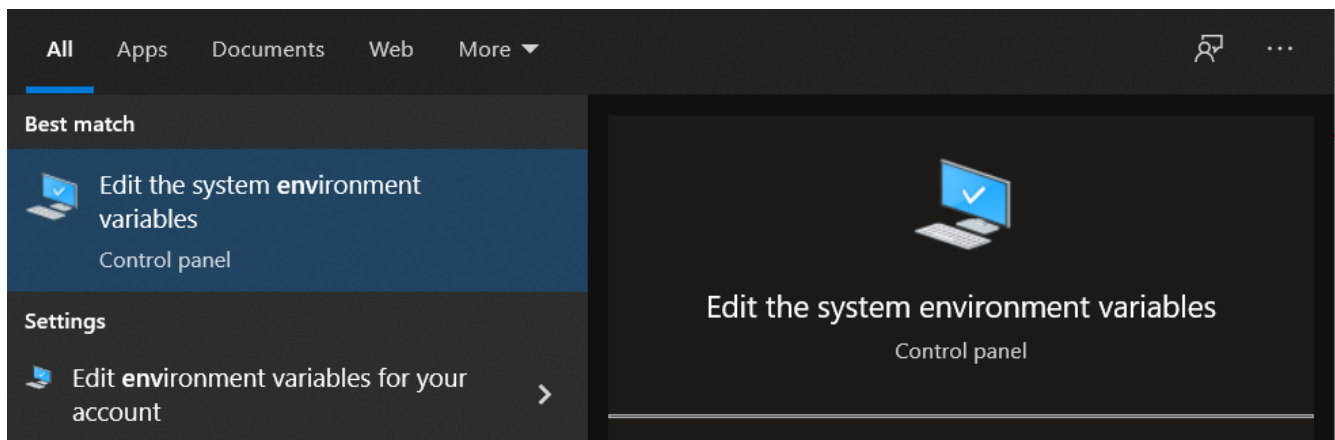 All Apps Documents Web More
Best match
Edit the system environment
variables
Control panel
Settings
Edit environment variables for your
account
Edit the system environment variables
Control panel